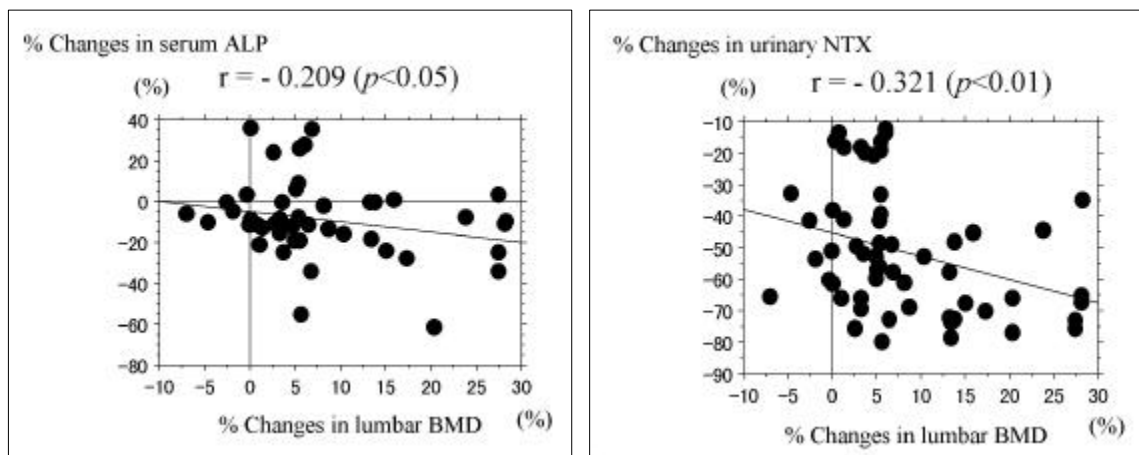 % Changes in serum ALP
(%)
r = - 0.209 (p<0.05)
40
20
0
−20
−40
−60
−80
−10 −5 0 5 10 15 20 25 30
% Changes in lumbar BMD (%)
% Changes in urinary NTX
(%)
r = - 0.321 (p<0.01)
−10
−20
−30
−40
−50
−60
−70
−80
−90
−10 −5 0 5 10 15 20 25 30
% Changes in lumbar BMD (%)